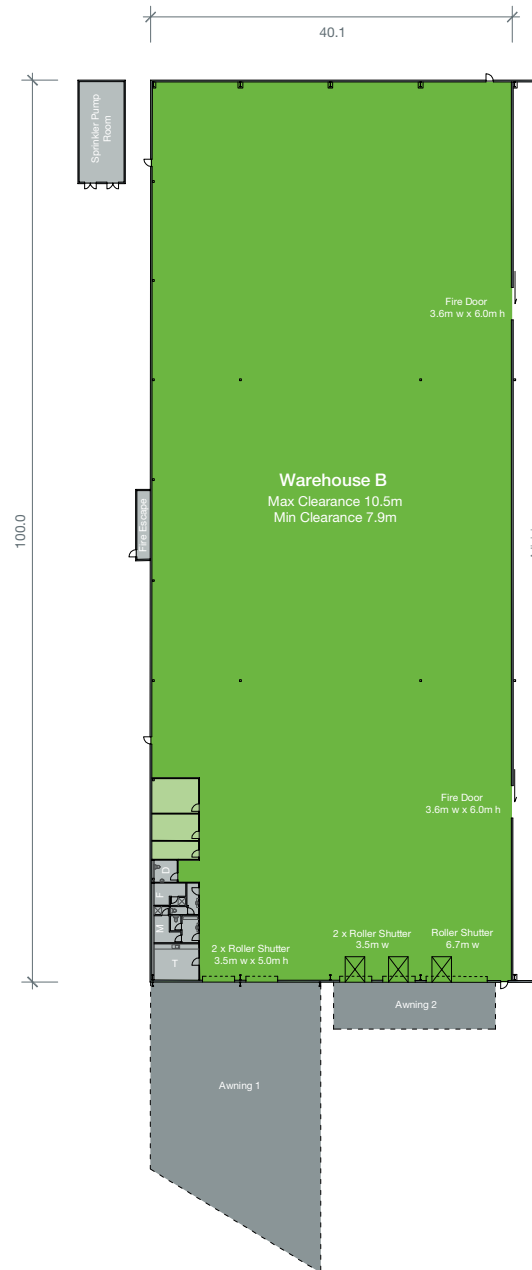 40.1
Sprinkler Pump
Room
Fire Door
3.6m w x 6.0m h
Warehouse B
Max Clearance 10.5m
Min Clearance 7.9m
Fire Escape
100.0
Fire Door
3.6m w x 6.0m h
D
F
M
T
2 x Roller Shutter
3.5m w x 5.0m h
2 x Roller Shutter
3.5m w
Roller Shutter
6.7m w
Awning 2
Awning 1